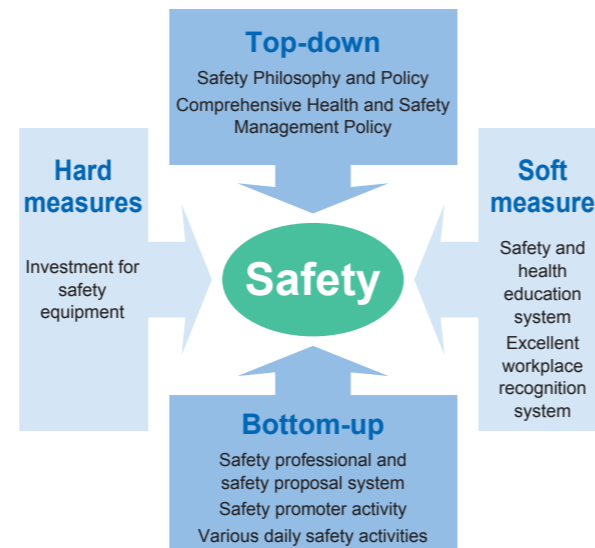 Top-down
Safety Philosophy and Policy
Comprehensive Health and Safety
Management Policy
Hard
measures
Investment for
safety
equipment
Safety
Soft
measure
Safety and
health
education
system
Excellent
workplace
recognition
system
Bottom-up
Safety professional and
safety proposal system
Safety promoter activity
Various daily safety activities